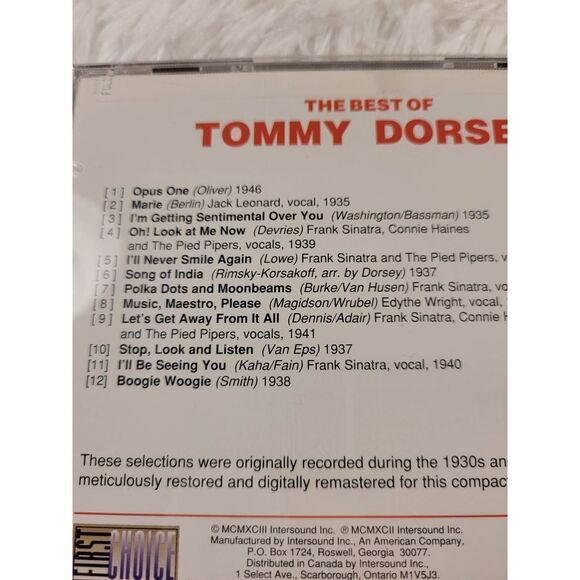 THE BEST OF
TOMMY DORSE
[1] Opus One (Oliver) 1946
[2] Marie (Berlin) Jack Leonard, vocal, 1935
[3] I'm Getting Sentimental Over You (Washington/Bassman) 1935
[4] Oh! Look at Me Now (Devries) Frank Sinatra, Connie Haines
and The Pied Pipers, vocals, 1939
[5] I'll Never Smile Again (Lowe) Frank Sinatra and The Pied Pipers, v
[6] Song of India (Rimsky-Korsakoff, arr. by Dorsey) 1937
[7] Polka Dots and Moonbeams (Burke/Van Husen) Frank Sinatra,
[8] Music, Maestro, Please (Magidson/Wrubel) Edythe Wright, vocal,
[9] Let's Get Away From It All (Dennis/Adair) Frank Sinatra, Connie H
and The Pied Pipers, vocals, 1941
[10] Stop, Look and Listen (Van Eps) 1937
[11] I'll Be Seeing You (Kaha/Fain) Frank Sinatra, vocal, 1940
[12] Boogie Woogie (Smith) 1938
These selections were originally recorded during the 1930s an
meticulously restored and digitally remastered for this compac
FIRST
CHOICE
© MCMXCIII Intersound Inc. ℗ MCMXCII Intersound Inc.
Manufactured by Intersound Inc., An American Company,
P.O. Box 1724, Roswell, Georgia 30077.
Distributed in Canada by Intersound Inc.,
1 Select Ave., Scarborough, Ontario M1V5J3.